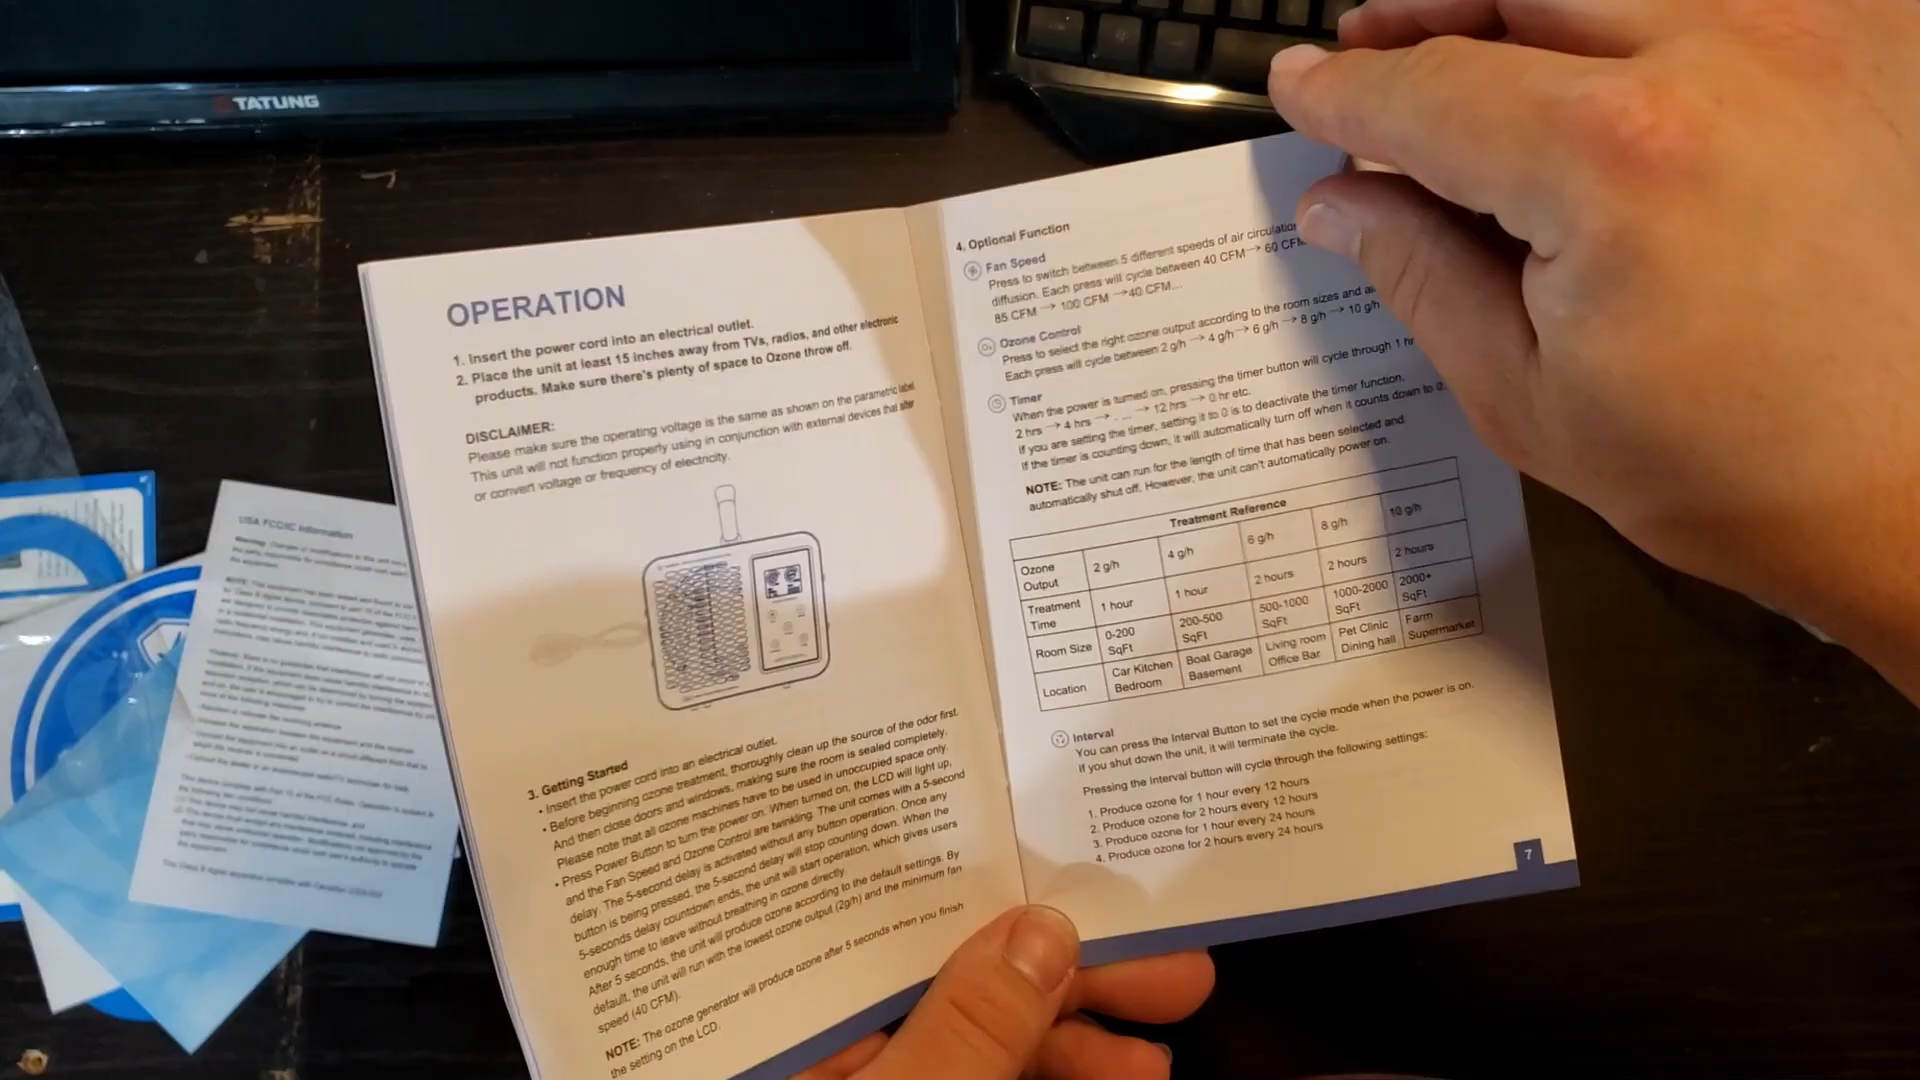 TATUNG
USA FCC/IC Information
OPERATION
1. Insert the power cord into an electrical outlet.
2. Place the unit at least 15 inches away from TVs, radios, and other electronic
products. Make sure there's plenty of space to Ozone throw off.
DISCLAIMER:
Please make sure the operating voltage is the same as shown on the parametric label.
This unit will not function properly using in conjunction with external devices that alter
or convert voltage or frequency of electricity.
3. Getting Started
• Insert the power cord into an electrical outlet.
• Before beginning ozone treatment, thoroughly clean up the source of the odor first.
And then close doors and windows, making sure the room is sealed completely.
Please note that all ozone machines have to be used in unoccupied space only.
• Press Power Button to turn the power on. When turned on, the LCD will light up,
and the Fan Speed and Ozone Control are twinkling. The unit comes with a 5-second
delay. The 5-second delay is activated without any button operation. Once any
button is being pressed, the 5-second delay will stop counting down. When the
5-seconds delay countdown ends, the unit will start operation, which gives users
enough time to leave without breathing in ozone directly.
After 5 seconds, the unit will produce ozone according to the default settings. By
default, the unit will run with the lowest ozone output (2g/h) and the minimum fan
speed (40 CFM).
NOTE: The ozone generator will produce ozone after 5 seconds when you finish
the setting on the LCD.
4. Optional Function
Fan Speed
Press to switch between 5 different speeds of air circulation
diffusion. Each press will cycle between 40 CFM → 60 CFM
85 CFM → 100 CFM → 40 CFM...
Ozone Control
Press to select the right ozone output according to the room sizes and
Each press will cycle between 2 g/h → 4 g/h → 6 g/h → 8 g/h → 10 g/h
Timer
When the power is turned on, pressing the timer button will cycle through 1 hr
2 hrs → 4 hrs → . ... → 12 hrs → 0 hr etc.
If you are setting the timer, setting it to 0 is to deactivate the timer function.
If the timer is counting down, it will automatically turn off when it counts down to 0.
NOTE: The unit can run for the length of time that has been selected and
automatically shut off. However, the unit can't automatically power on.
Treatment Reference
Ozone Output 2 g/h 4 g/h 6 g/h 8 g/h 10 g/h
Treatment Time 1 hour 1 hour 2 hours 2 hours 2 hours
Room Size 0-200 SqFt 200-500 SqFt 500-1000 SqFt 1000-2000 SqFt 2000+ SqFt
Location Car Kitchen Bedroom Boat Garage Basement Living room Office Bar Pet Clinic Dining hall Farm Supermarket
Interval
You can press the Interval Button to set the cycle mode when the power is on.
If you shut down the unit, it will terminate the cycle.
Pressing the Interval button will cycle through the following settings:
1. Produce ozone for 1 hour every 12 hours
2. Produce ozone for 2 hours every 12 hours
3. Produce ozone for 1 hour every 24 hours
4. Produce ozone for 2 hours every 24 hours
7